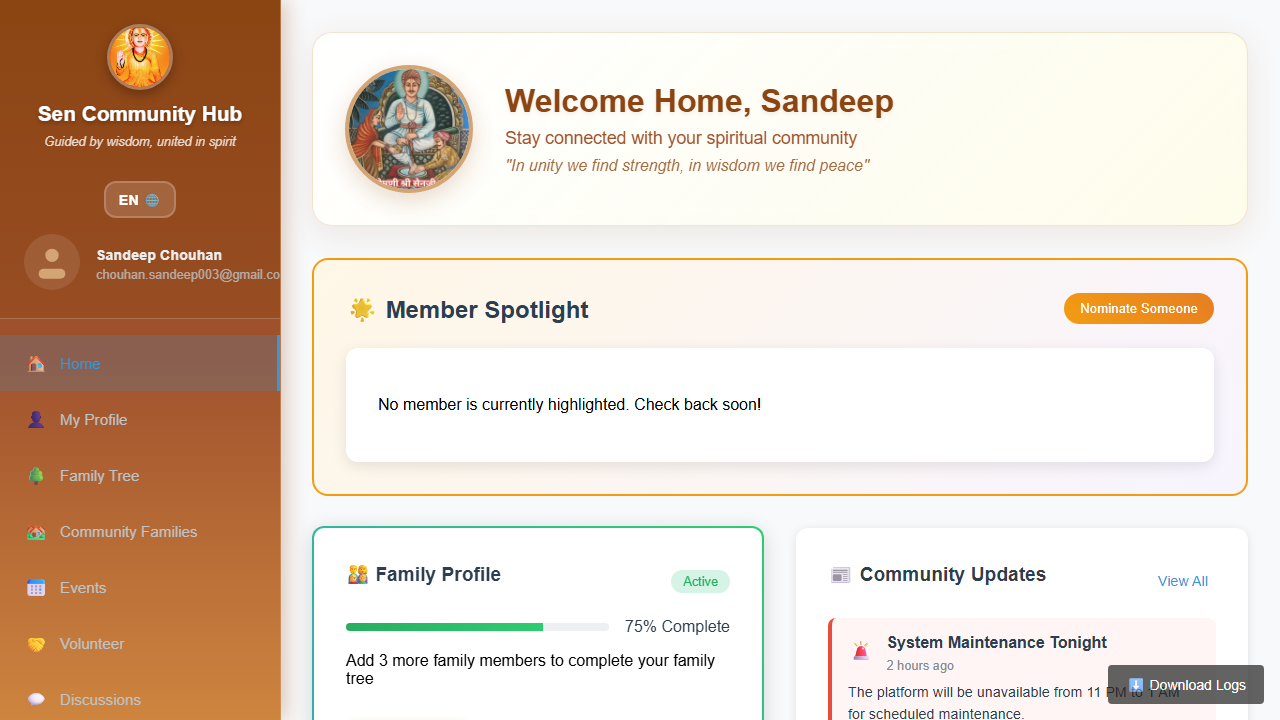 Sen Community Hub
Guided by wisdom, united in spirit
EN
Sandeep Chouhan
chouhan.sandeep003@gmail.co
Home
My Profile
Family Tree
Community Families
Events
Volunteer
Discussions
Welcome Home, Sandeep
Stay connected with your spiritual community
"In unity we find strength, in wisdom we find peace"
Member Spotlight
Nominate Someone
No member is currently highlighted. Check back soon!
Family Profile
Active
75% Complete
Add 3 more family members to complete your family
tree
Community Updates
View All
System Maintenance Tonight
2 hours ago
The platform will be unavailable from 11 PM to 1 AM
for scheduled maintenance.
Download Logs